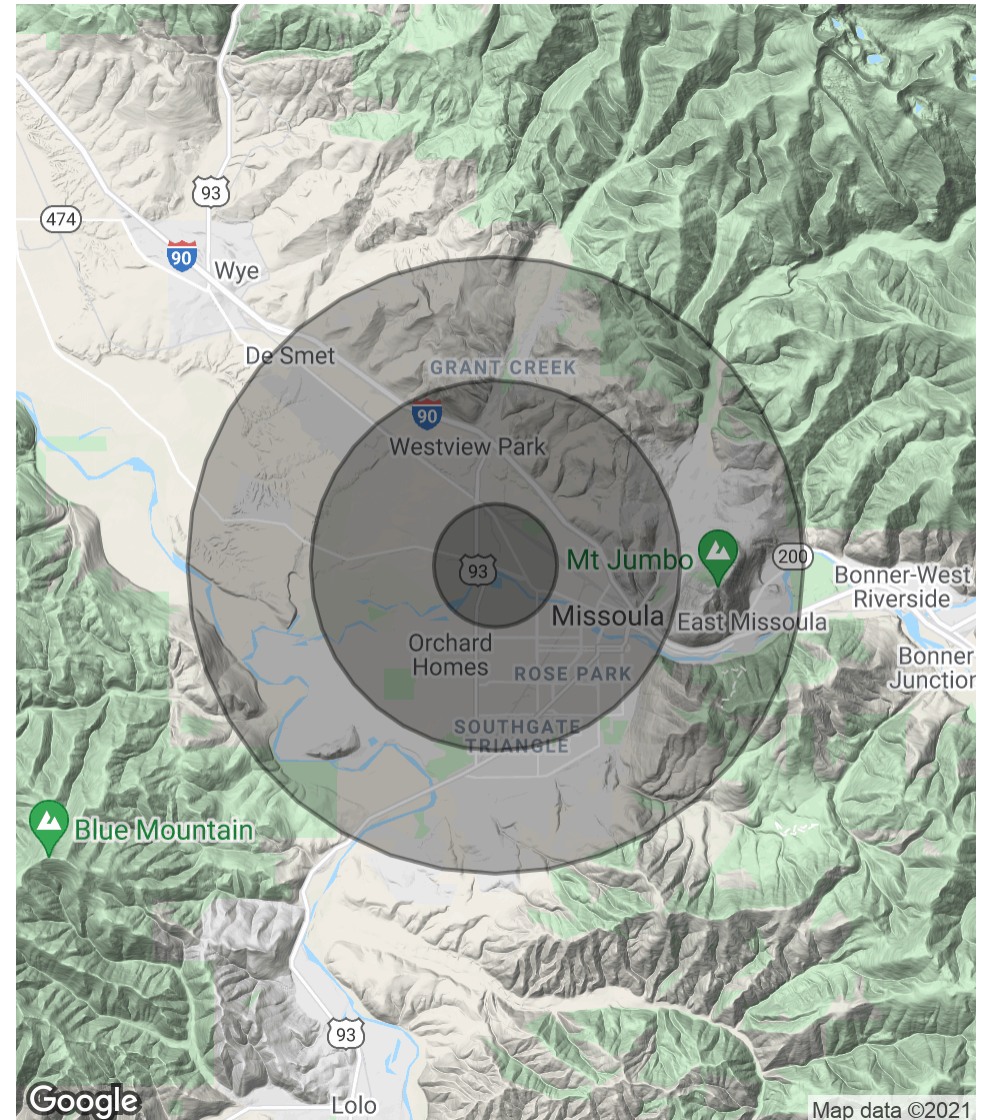 93
474
90
Wye
De Smet
GRANT CREEK
90
Westview Park
93
Mt Jumbo
200
Bonner-West
Riverside
Missoula
East Missoula
Orchard
Homes
Bonner
Junction
ROSE PARK
SOUTHGATE
TRIANGLE
Blue Mountain
93
Lolo
Google
Map data ©2021